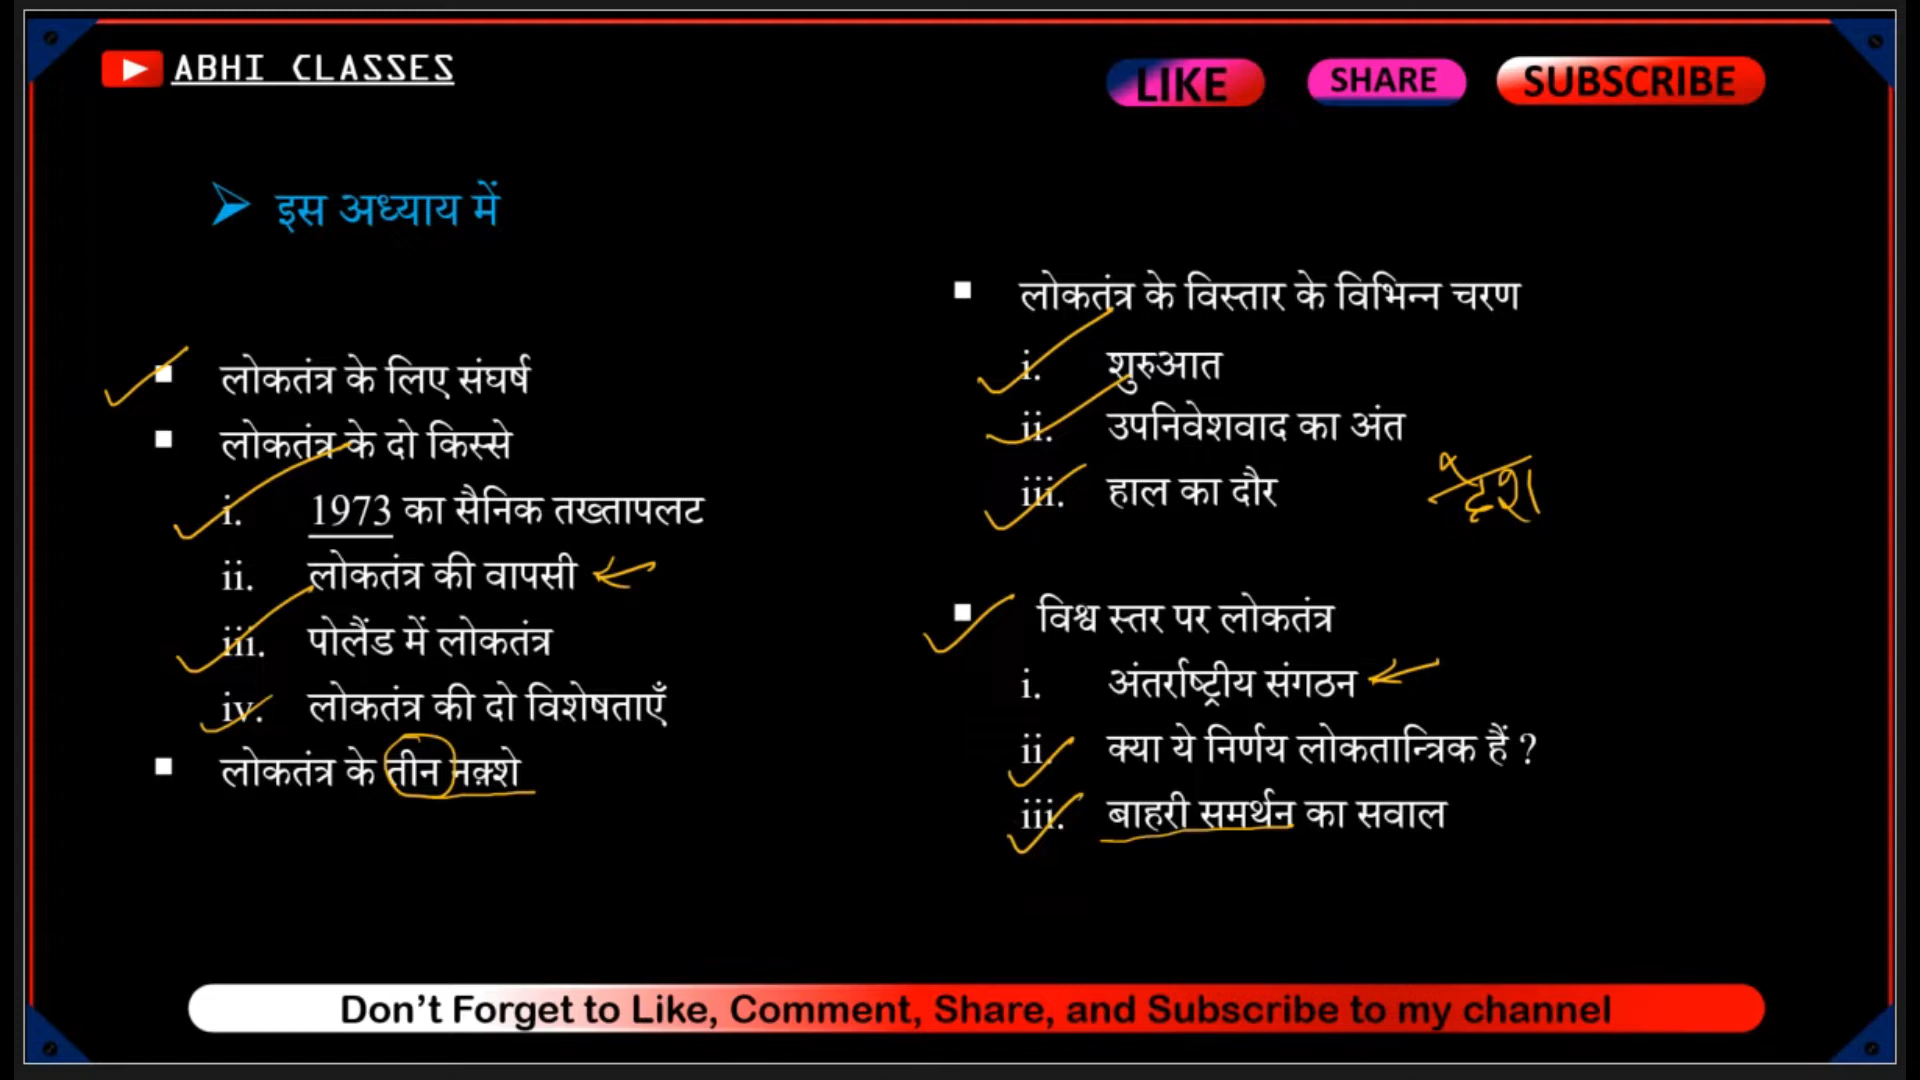 ABHI CLASSES
LIKE
SHARE
SUBSCRIBE
इस अध्याय में
लोकतंत्र के लिए संघर्ष
लोकतंत्र के दो किस्से
i. 1973 का सैनिक तख्तापलट
ii. लोकतंत्र की वापसी
iii. पोलैंड में लोकतंत्र
iv. लोकतंत्र की दो विशेषताएँ
लोकतंत्र के तीन नक़्शे
लोकतंत्र के विस्तार के विभिन्न चरण
i. शुरुआत
ii. उपनिवेशवाद का अंत
iii. हाल का दौर
देश
विश्व स्तर पर लोकतंत्र
i. अंतर्राष्ट्रीय संगठन
ii. क्या ये निर्णय लोकतान्त्रिक हैं ?
iii. बाहरी समर्थन का सवाल
Don't Forget to Like, Comment, Share, and Subscribe to my channel